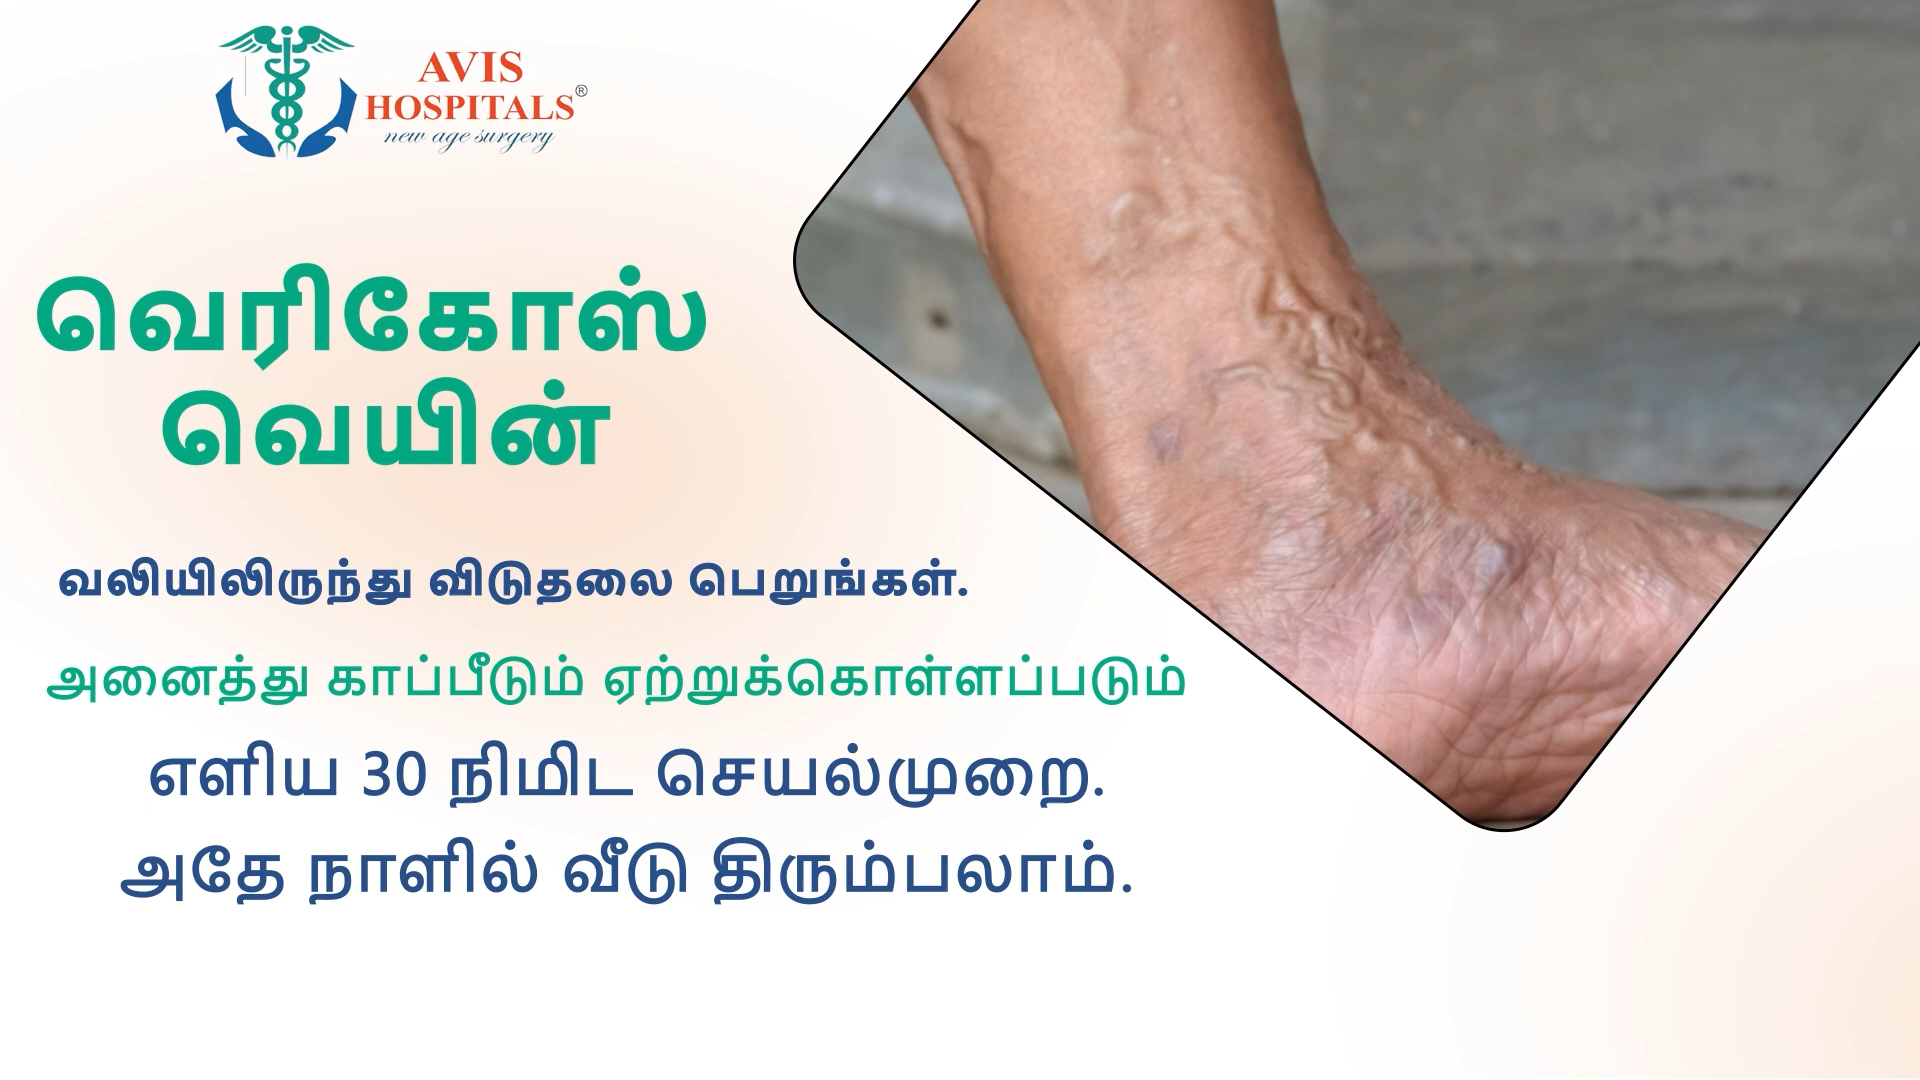 AVIS
HOSPITALS®
new age surgery
வெரிகோஸ்
வெயின்
வலியிலிருந்து விடுதலை பெறுங்கள்.
அனைத்து காப்பீடும் ஏற்றுக்கொள்ளப்படும்
எளிய 30 நிமிட செயல்முறை.
அதே நாளில் வீடு திரும்பலாம்.